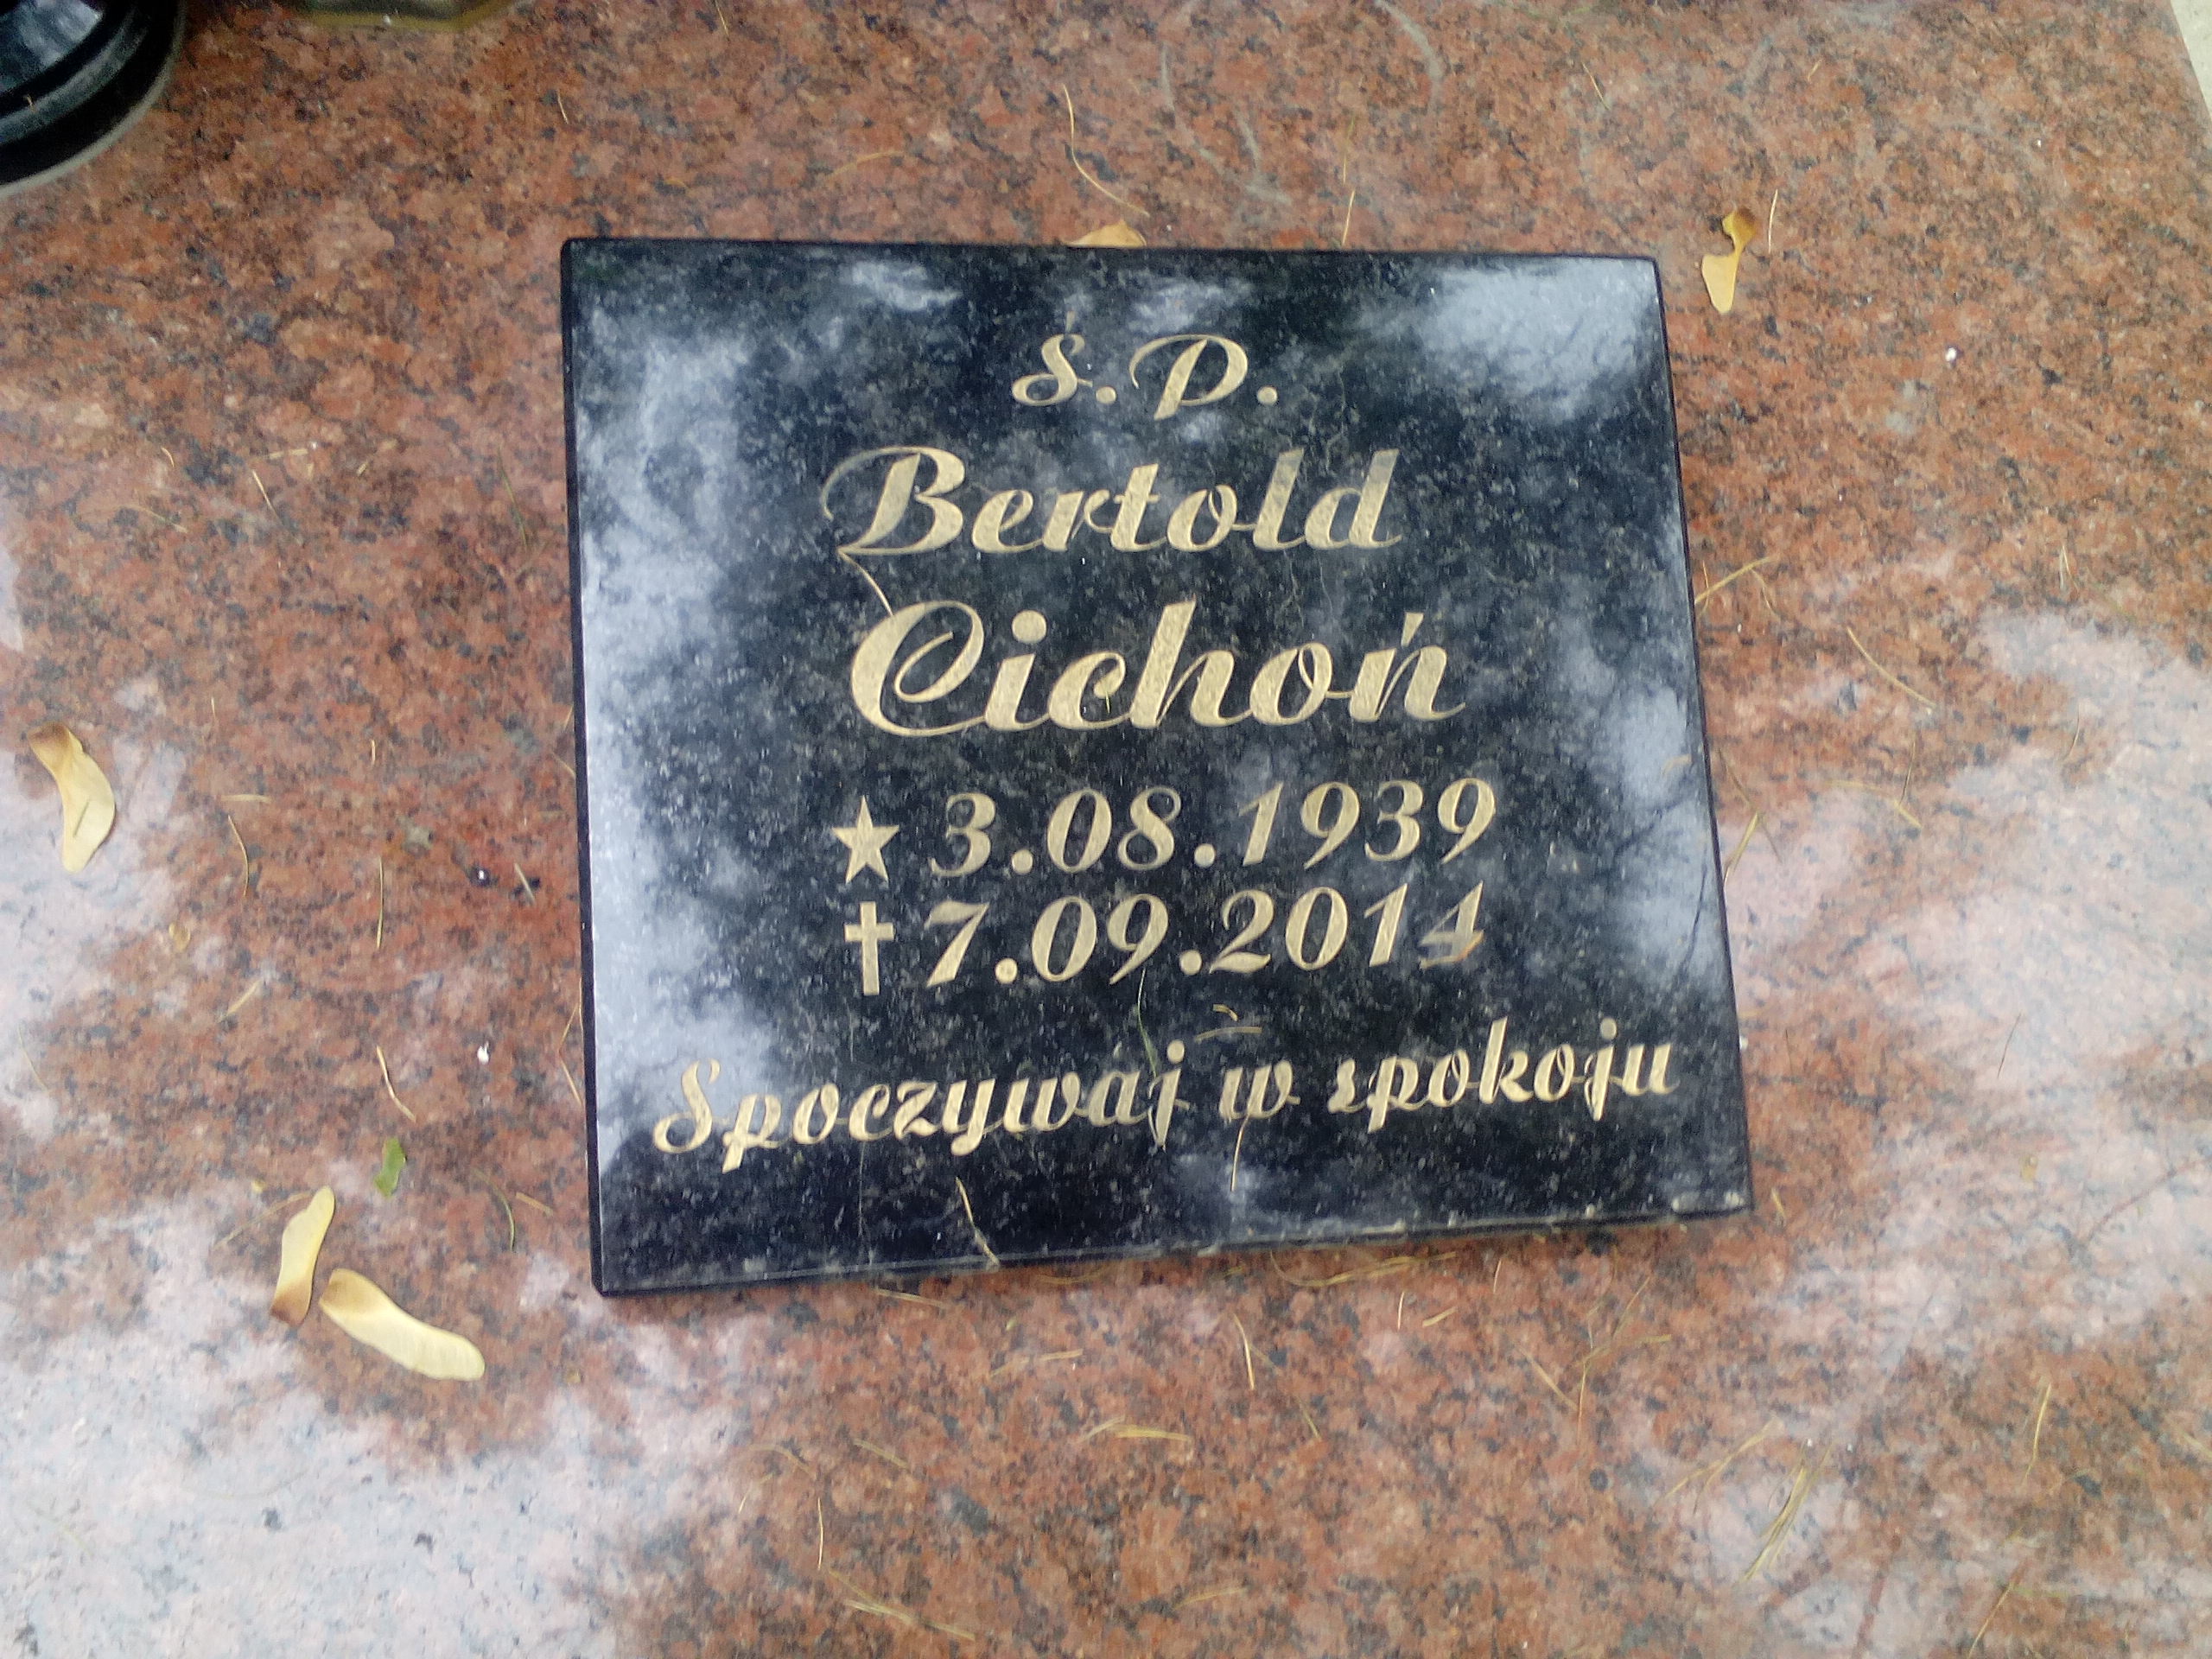 Ś.P.
Bertold
Cichoń
★ 3.08.1939
✝ 7.09.2014
Spoczywaj w spokoju